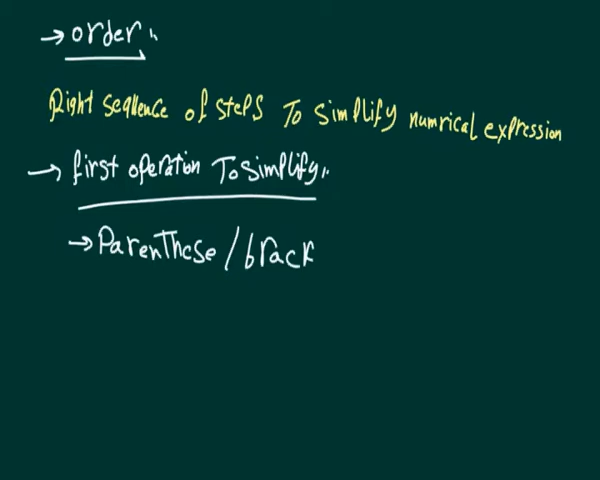 → order
Right sequence of steps To simplify numrical expression
→ first operation To simplify
→ Parenthese / brack